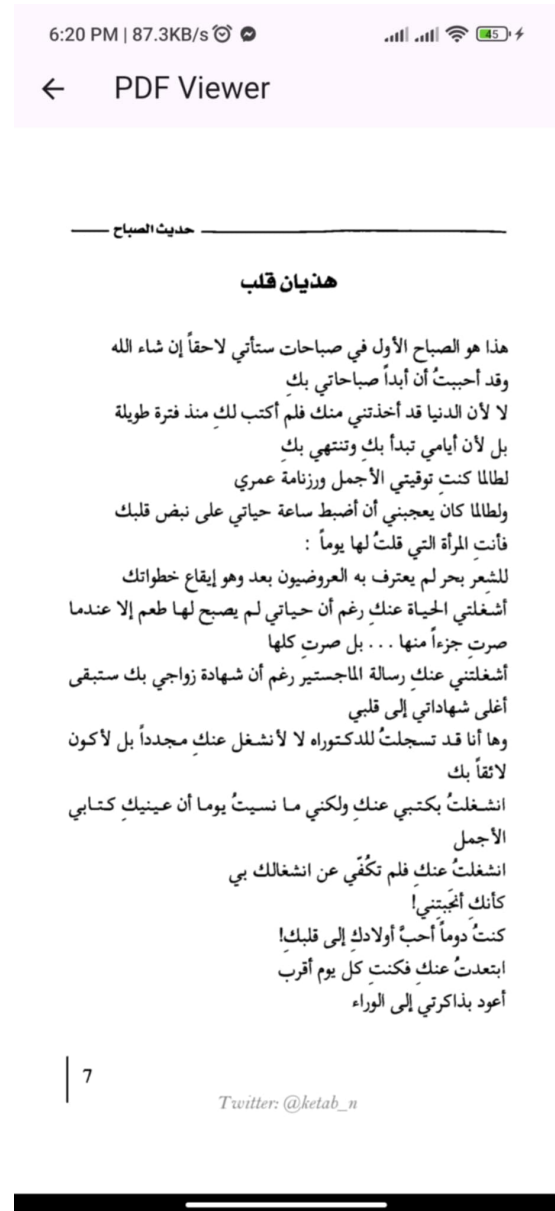 6:20 PM | 87.3KB/s
45
PDF Viewer
حديث الصباح
هذيان قلب
هذا هو الصباح الأول في صباحات ستأتي لاحقاً إن شاء الله
وقد أحببتُ أن أبدأ صباحاتي بكِ
لا لأن الدنيا قد أخذتني منك فلم أكتب لكِ منذ فترة طويلة
بل لأن أيامي تبدأ بكِ وتنتهي بكِ
لطالما كنتِ توقيتي الأجمل ورزنامة عمري
ولطالما كان يعجبني أن أضبط ساعة حياتي على نبض قلبك
فأنتِ المرأة التي قلتُ لها يوماً :
للشعر بحر لم يعترف به العروضيون بعد وهو إيقاع خطواتك
أشغلتي الحياة عنكِ رغم أن حياتي لم يصبح لها طعم إلا عندما
صرتِ جزءاً منها ... بل صرتِ كلها
أشغلتني عنكِ رسالة الماجستير رغم أن شهادة زواجي بك ستبقى
أغلى شهاداتي إلى قلبي
وها أنا قد تسجلتُ للدكتوراه لا لأنشغل عنكِ مجدداً بل لأكون
لائقاً بك
انشغلتُ بكتبي عنكِ ولكني ما نسيتُ يوما أن عينيكِ كتابي
الأجمل
انشغلتُ عنكِ فلم تكُفّي عن انشغالك بي
كأنكِ أنجَبتِني!
كنتُ دوماً أحبَّ أولادكِ إلى قلبكِ!
ابتعدتُ عنكِ فكنتِ كل يوم أقرب
أعود بذاكرتي إلى الوراء
7
Twitter: @ketab_n